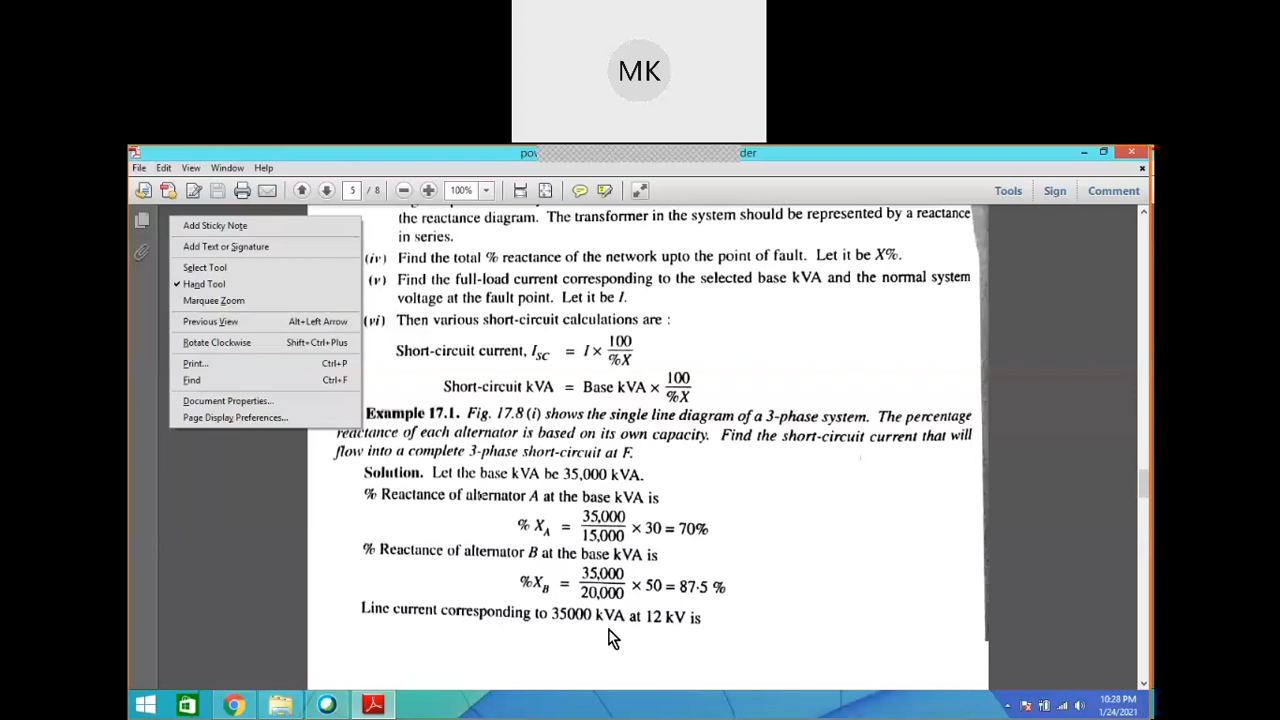 MK
pov
der
File Edit View Window Help
5 / 8 100% Tools Sign Comment
Add Sticky Note
Add Text or Signature
Select Tool
Hand Tool
Marquee Zoom
Previous View Alt+Left Arrow
Rotate Clockwise Shift+Ctrl+Plus
Print... Ctrl+P
Find Ctrl+F
Document Properties...
Page Display Preferences...
the reactance diagram. The transformer in the system should be represented by a reactance
in series.
(iv) Find the total % reactance of the network upto the point of fault. Let it be X%.
(v) Find the full-load current corresponding to the selected base kVA and the normal system
voltage at the fault point. Let it be I.
(vi) Then various short-circuit calculations are :
Short-circuit current, I_SC = I × 100/%X
Short-circuit kVA = Base kVA × 100/%X
Example 17.1. Fig. 17.8 (i) shows the single line diagram of a 3-phase system. The percentage
reactance of each alternator is based on its own capacity. Find the short-circuit current that will
flow into a complete 3-phase short-circuit at F.
Solution. Let the base kVA be 35,000 kVA.
% Reactance of alternator A at the base kVA is
% X_A = 35,000/15,000 × 30 = 70%
% Reactance of alternator B at the base kVA is
%X_B = 35,000/20,000 × 50 = 87·5 %
Line current corresponding to 35000 kVA at 12 kV is
10:28 PM
1/24/2021